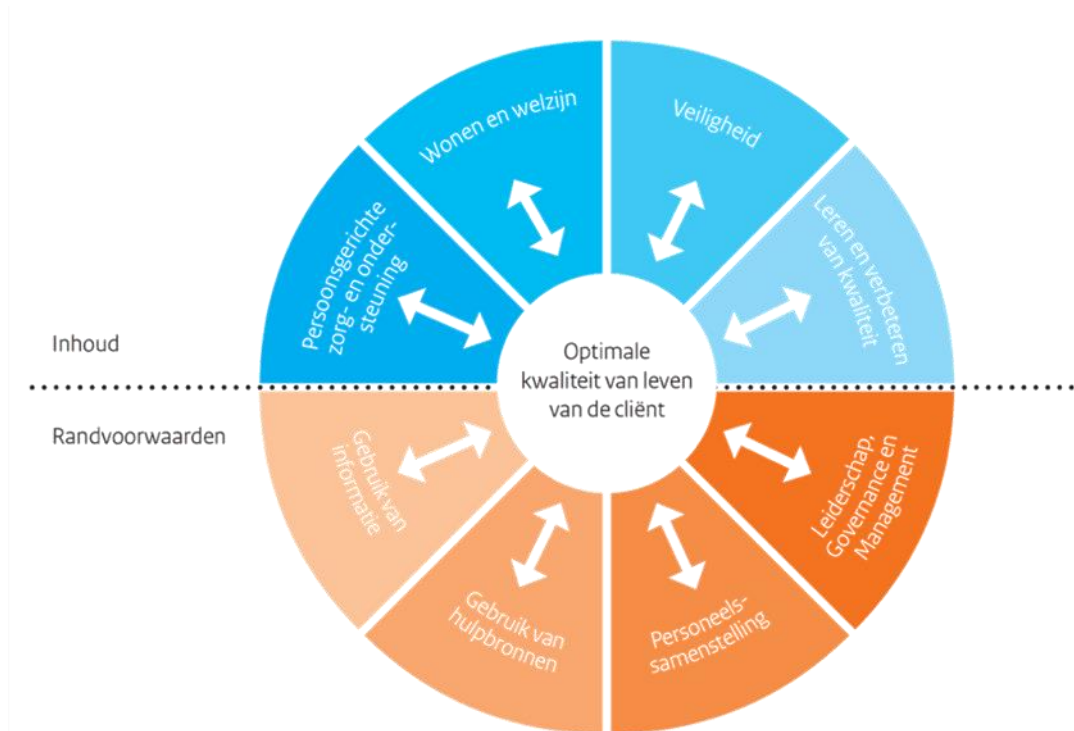 Wonen en welzijn
Veiligheid
Persoonsgerichte
zorg- en onder-
steuning
Leren en verbeteren
van kwaliteit
Inhoud
Optimale
kwaliteit van leven
van de cliënt
Randvoorwaarden
Gebruik van
informatie
Leiderschap,
Governance en
Management
Gebruik van
hulpbronnen
Personeels-
samenstelling